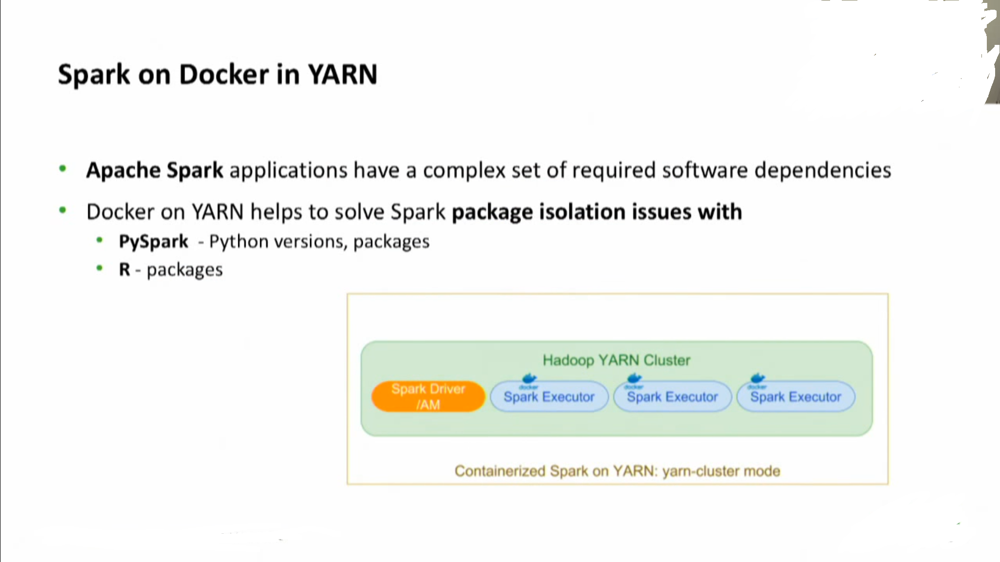 Spark on Docker in YARN
• Apache Spark applications have a complex set of required software dependencies
• Docker on YARN helps to solve Spark package isolation issues with
• PySpark - Python versions, packages
• R - packages
Hadoop YARN Cluster
Spark Driver
/AM
docker
Spark Executor
docker
Spark Executor
docker
Spark Executor
Containerized Spark on YARN: yarn-cluster mode